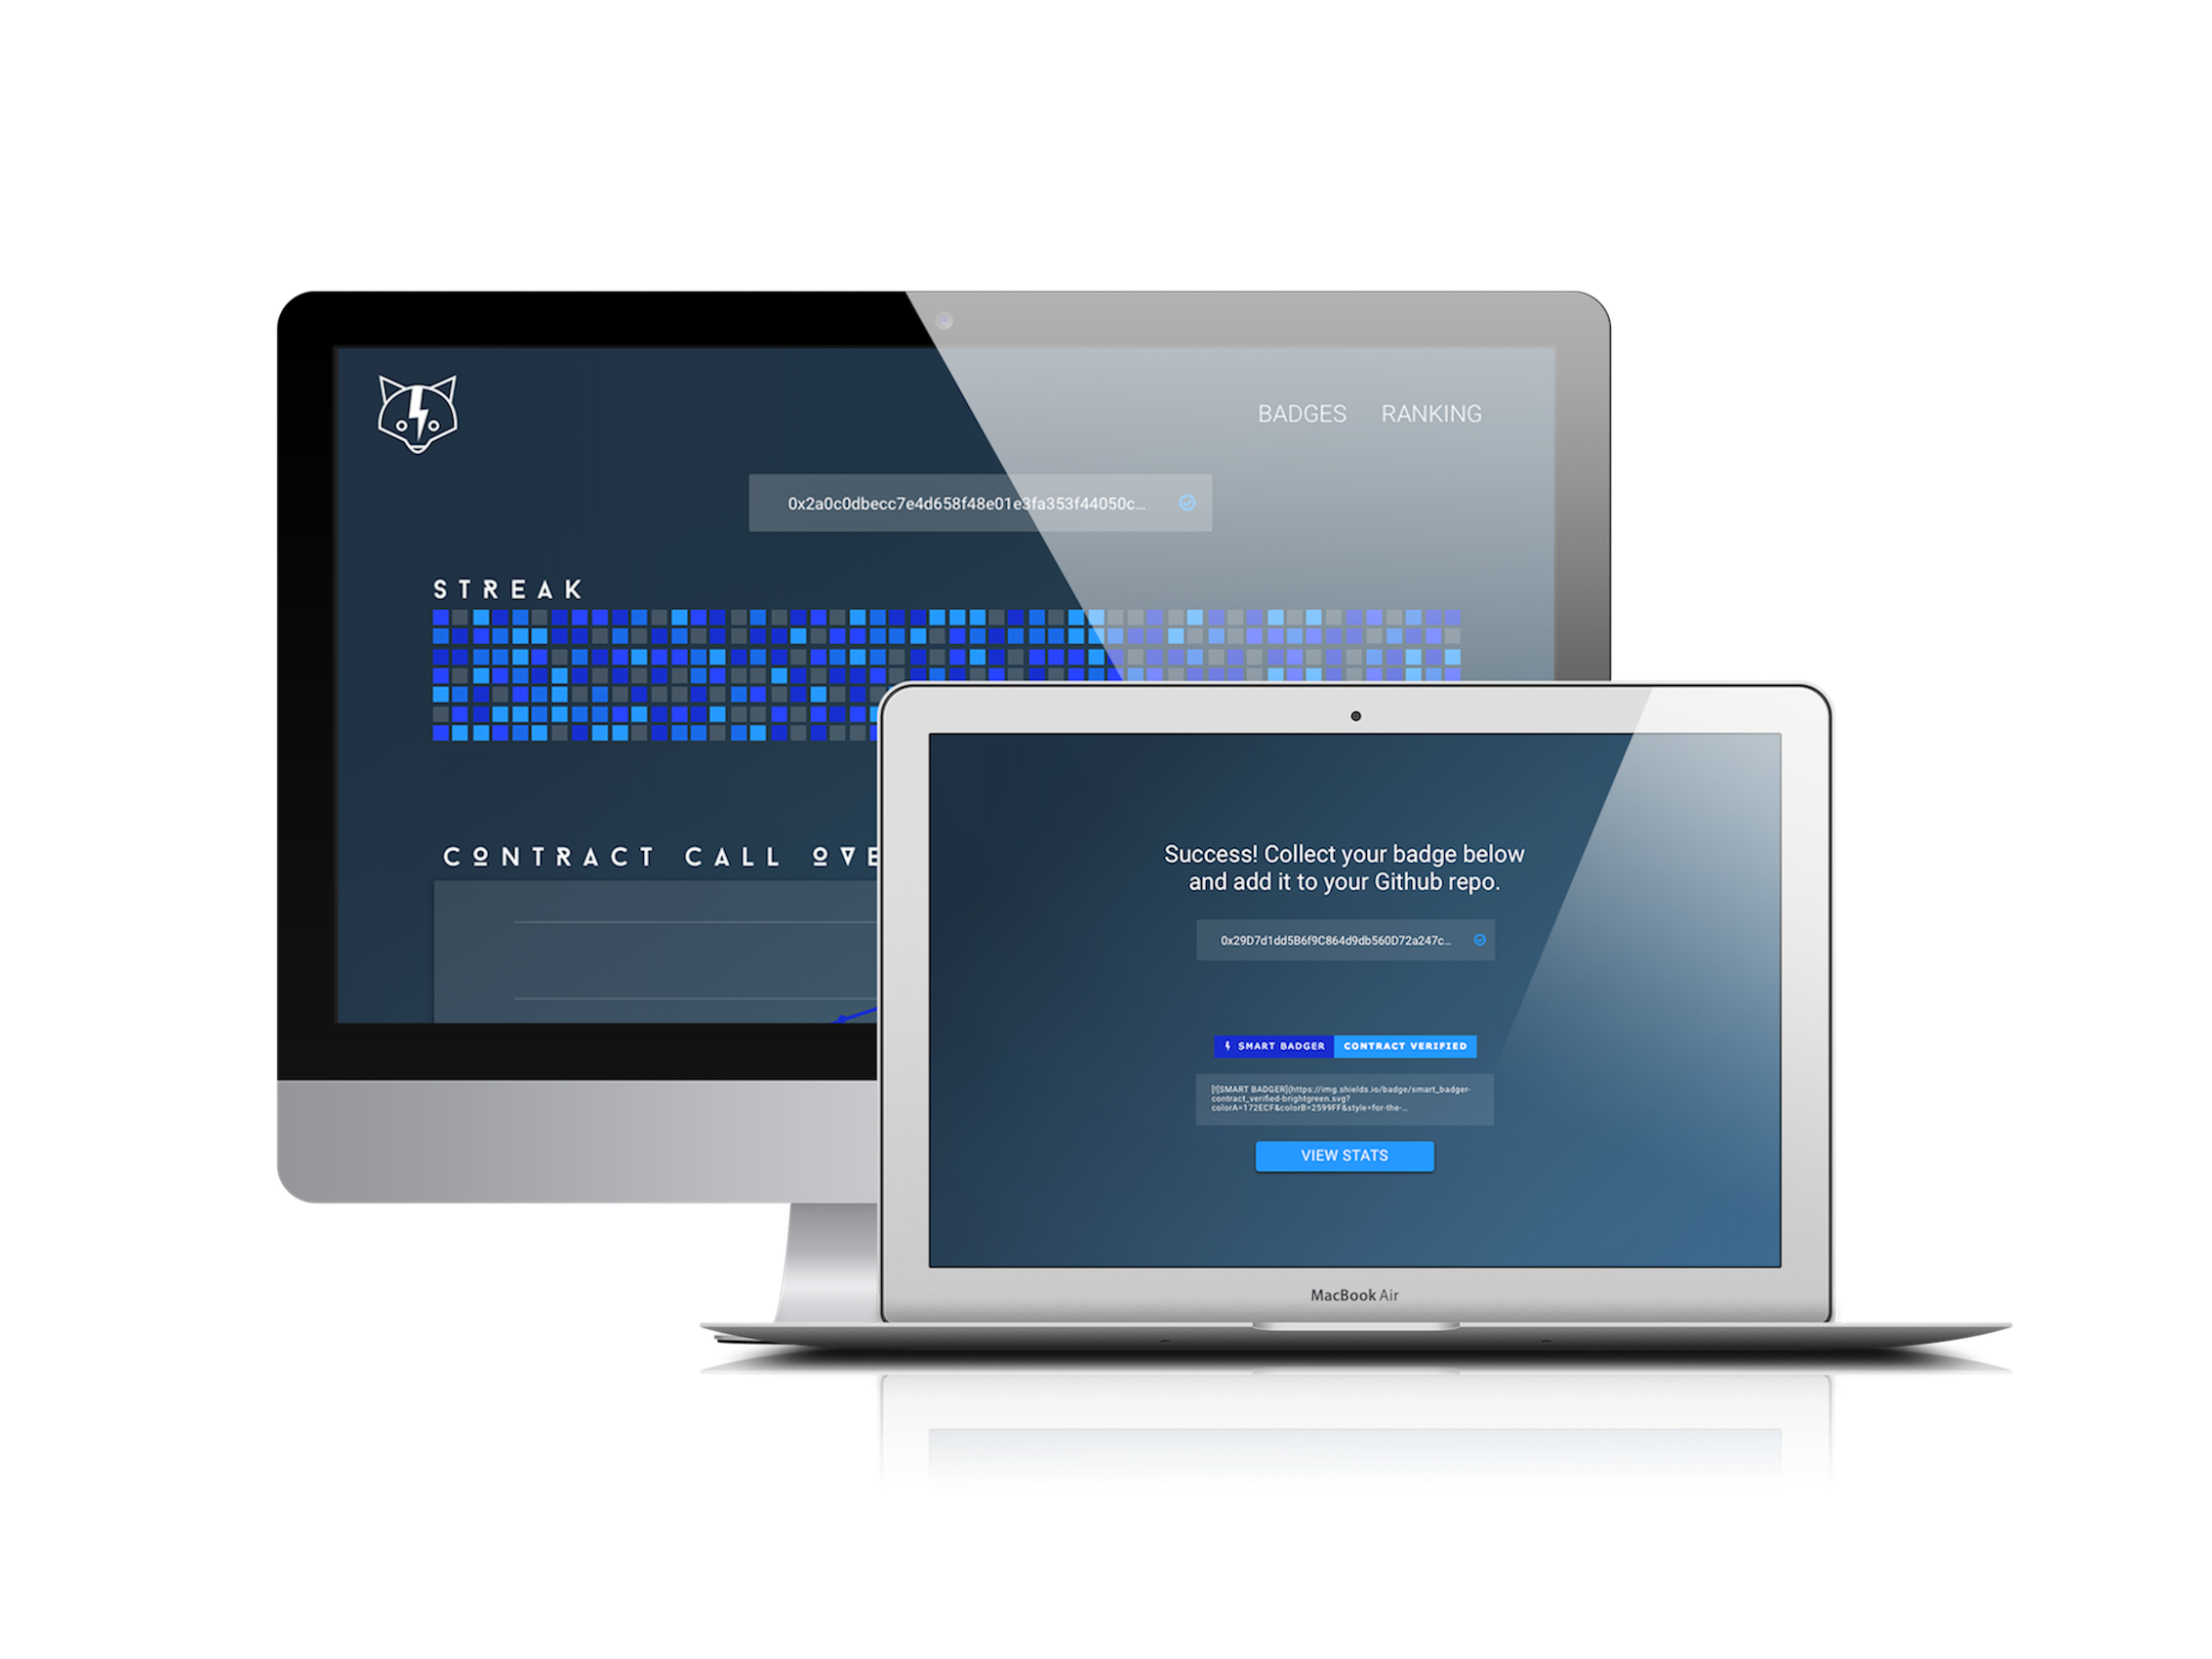 BADGES RANKING
0x2a0c0dbecc7e4d658f48e01e3fa353f44050c...
STREAK
CONTRACT CALL OVE
Success! Collect your badge below
and add it to your Github repo.
0x29D7d1dd5B6f9C864d9db560D72a247c...
SMART BADGER CONTRACT VERIFIED
[![SMART BADGER](https://img.shields.io/badge/smart_badger-
contract_verified-brightgreen.svg?
colorA=172ECF&colorB=2599FF&style=for-the-...
VIEW STATS
MacBook Air